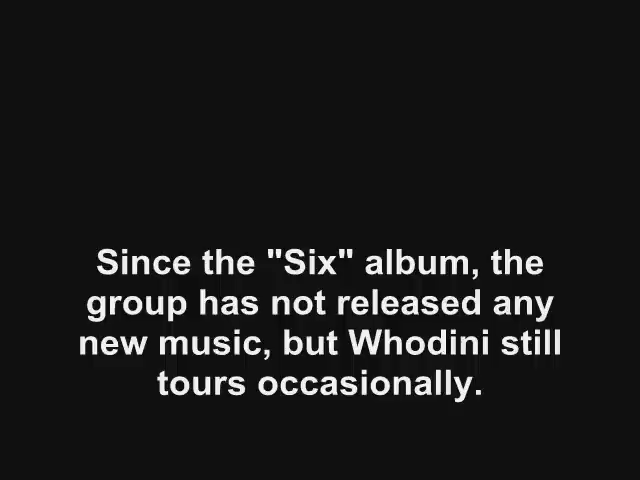 Since the "Six" album, the
group has not released any
new music, but Whodini still
tours occasionally.